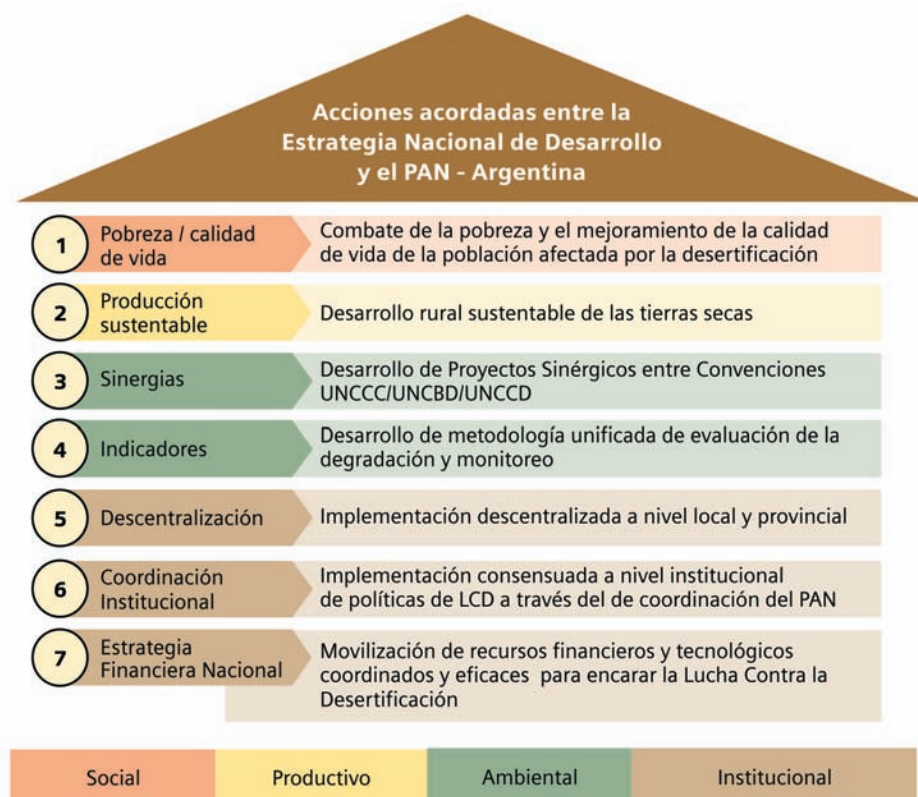 Acciones acordadas entre la
Estrategia Nacional de Desarrollo
y el PAN - Argentina
1
Pobreza / calidad
de vida
Combate de la pobreza y el mejoramiento de la calidad
de vida de la población afectada por la desertificación
2
Producción
sustentable
Desarrollo rural sustentable de las tierras secas
3
Sinergias
Desarrollo de Proyectos Sinérgicos entre Convenciones
UNCCC/UNCBD/UNCCD
4
Indicadores
Desarrollo de metodología unificada de evaluación de la
degradación y monitoreo
5
Descentralización
Implementación descentralizada a nivel local y provincial
6
Coordinación
Institucional
Implementación consensuada a nivel institucional
de políticas de LCD a través del de coordinación del PAN
7
Estrategia
Financiera Nacional
Movilización de recursos financieros y tecnológicos
coordinados y eficaces para encarar la Lucha Contra la
Desertificación
Social
Productivo
Ambiental
Institucional